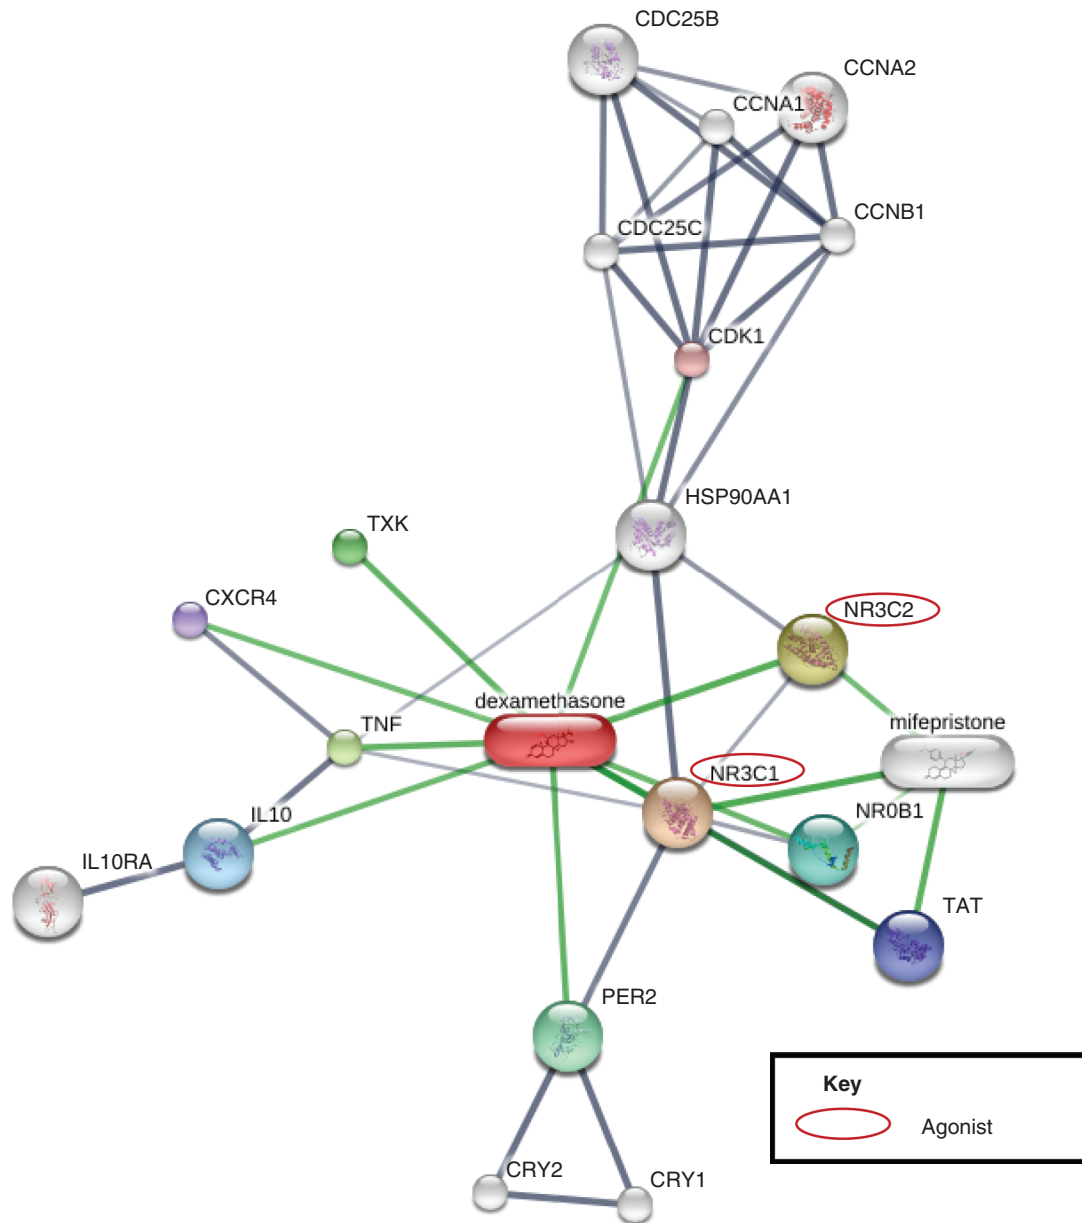 CDC25B
CCNA2
CCNA1
CCNB1
CDC25C
CDK1
HSP90AA1
TXK
CXCR4
NR3C2
dexamethasone
mifepristone
TNF
NR3C1
IL10
NR0B1
IL10RA
TAT
PER2
Key
Agonist
CRY2
CRY1